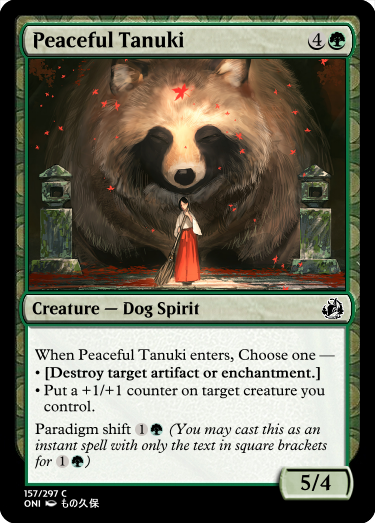 Peaceful Tanuki 4
Creature — Dog Spirit
When Peaceful Tanuki enters, Choose one —
• [Destroy target artifact or enchantment.]
• Put a +1/+1 counter on target creature you
control.
Paradigm shift 1 (You may cast this as an
instant spell with only the text in square brackets
for 1 )
5/4
157/297 C
ONI もの久保